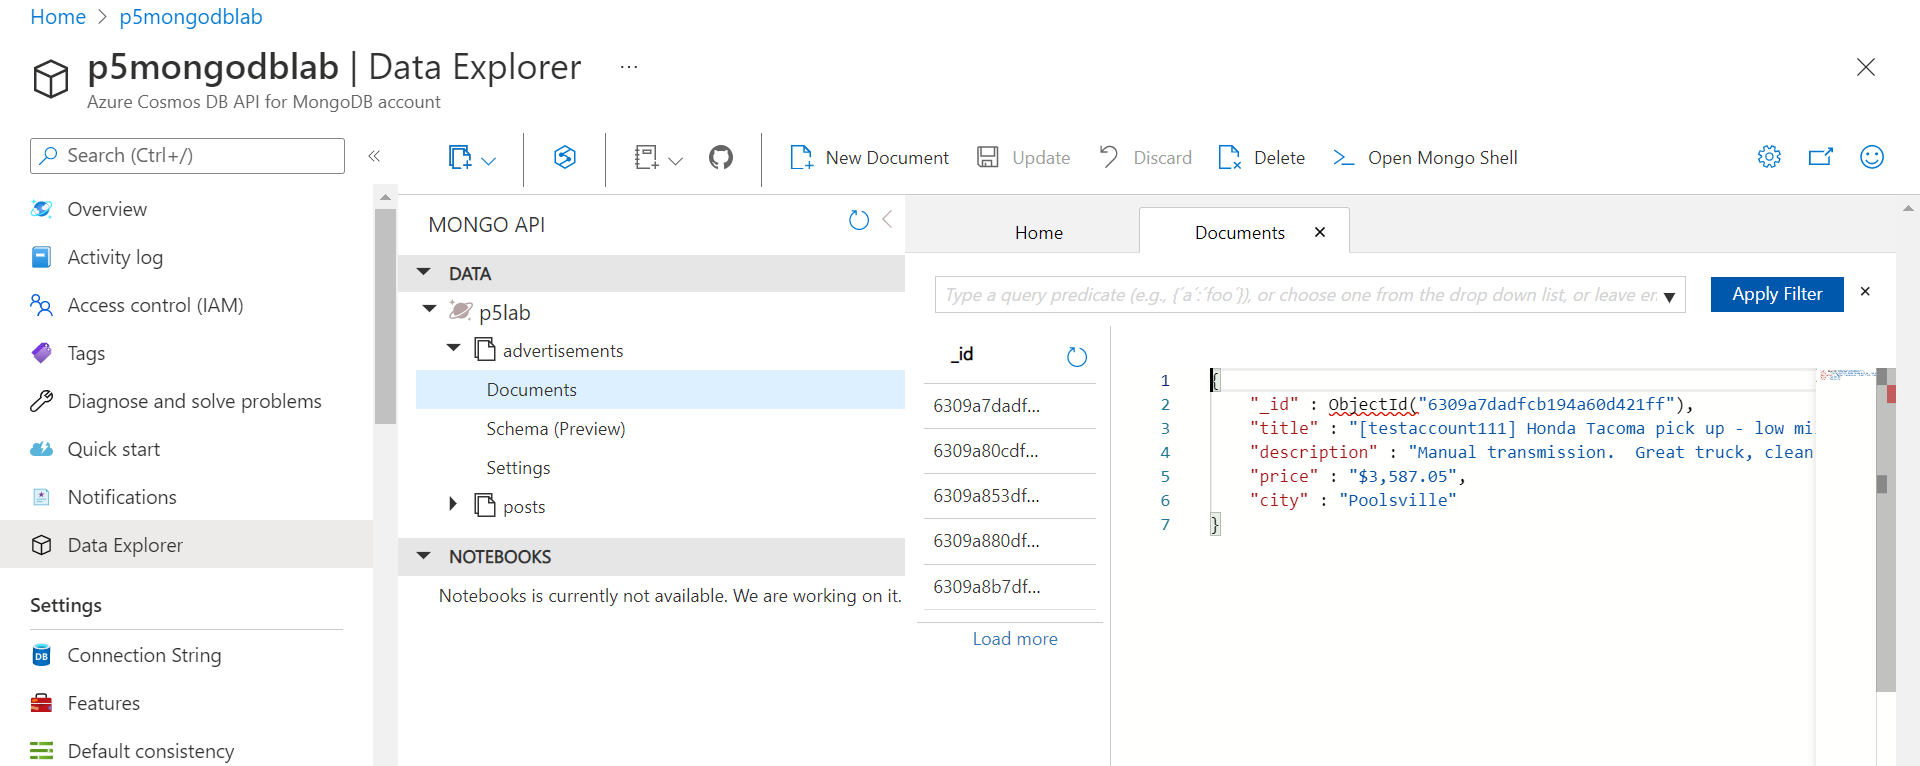 Home > p5mongodblab
p5mongodblab | Data Explorer ...
Azure Cosmos DB API for MongoDB account
Search (Ctrl+/)
«
New Document
Update
Discard
Delete
Open Mongo Shell
Overview
Activity log
Access control (IAM)
Tags
Diagnose and solve problems
Quick start
Notifications
Data Explorer
Settings
Connection String
Features
Default consistency
MONGO API
DATA
p5lab
advertisements
Documents
Schema (Preview)
Settings
posts
NOTEBOOKS
Notebooks is currently not available. We are working on it.
Home
Documents
Type a query predicate (e.g., {´a´:´foo´}), or choose one from the drop down list, or leave
Apply Filter
_id
6309a7dadf...
6309a80cdf...
6309a853df...
6309a880df...
6309a8b7df...
Load more
1 {
2 "_id" : ObjectId("6309a7dadfcb194a60d421ff"),
3 "title" : "[testaccount111] Honda Tacoma pick up - low mi
4 "description" : "Manual transmission.  Great truck, clean
5 "price" : "$3,587.05",
6 "city" : "Poolsville"
7 }